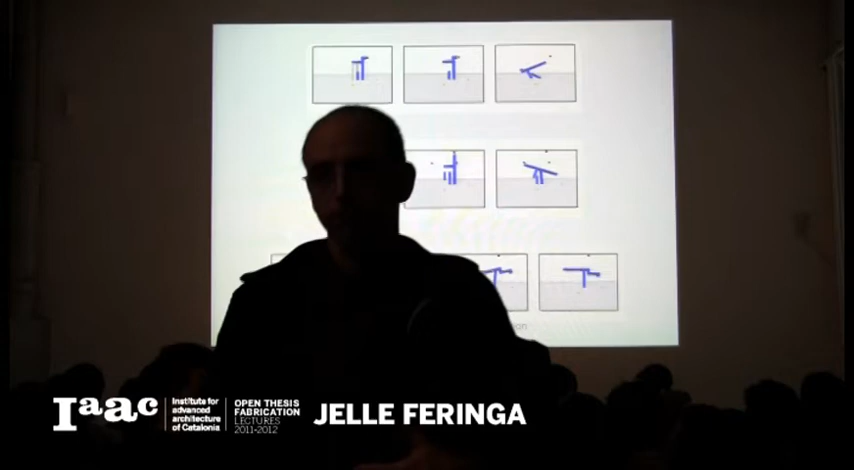 Iaac
Institute for
advanced
architecture
of Catalonia
OPEN THESIS
FABRICATION
LECTURES
2011-2012
JELLE FERINGA